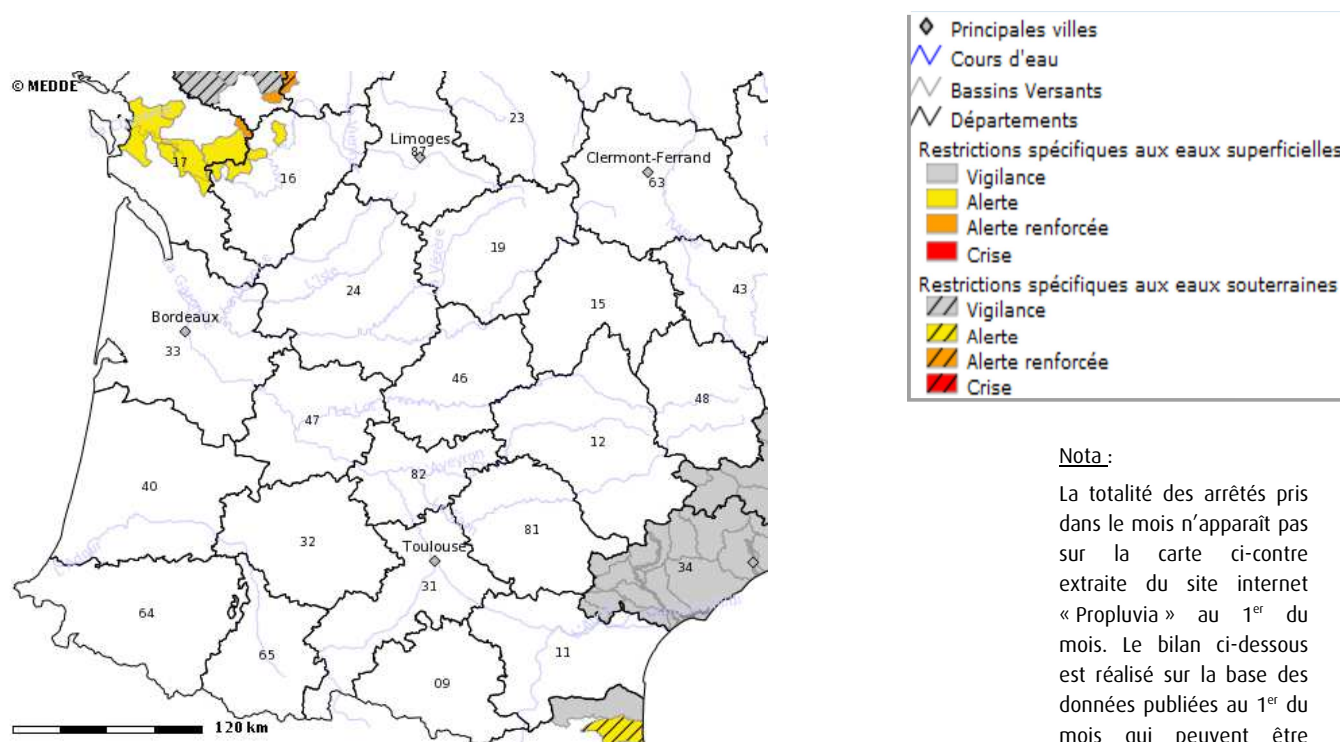 © MEDDE
23
Limoges
87
Clermont-Ferrand
63
17
16
19
24
L'Isle
15
43
Bordeaux
33
46
48
47
12
Aveyron
82
40
81
32
Toulouse
31
34
64
65
11
09
120 km
Principales villes
Cours d'eau
Bassins Versants
Départements
Restrictions spécifiques aux eaux superficielles
Vigilance
Alerte
Alerte renforcée
Crise
Restrictions spécifiques aux eaux souterraines
Vigilance
Alerte
Alerte renforcée
Crise
Nota :
La totalité des arrêtés pris
dans le mois n'apparaît pas
sur la carte ci-contre
extraite du site internet
« Propluvia » au 1er du
mois. Le bilan ci-dessous
est réalisé sur la base des
données publiées au 1er du
mois qui peuvent être